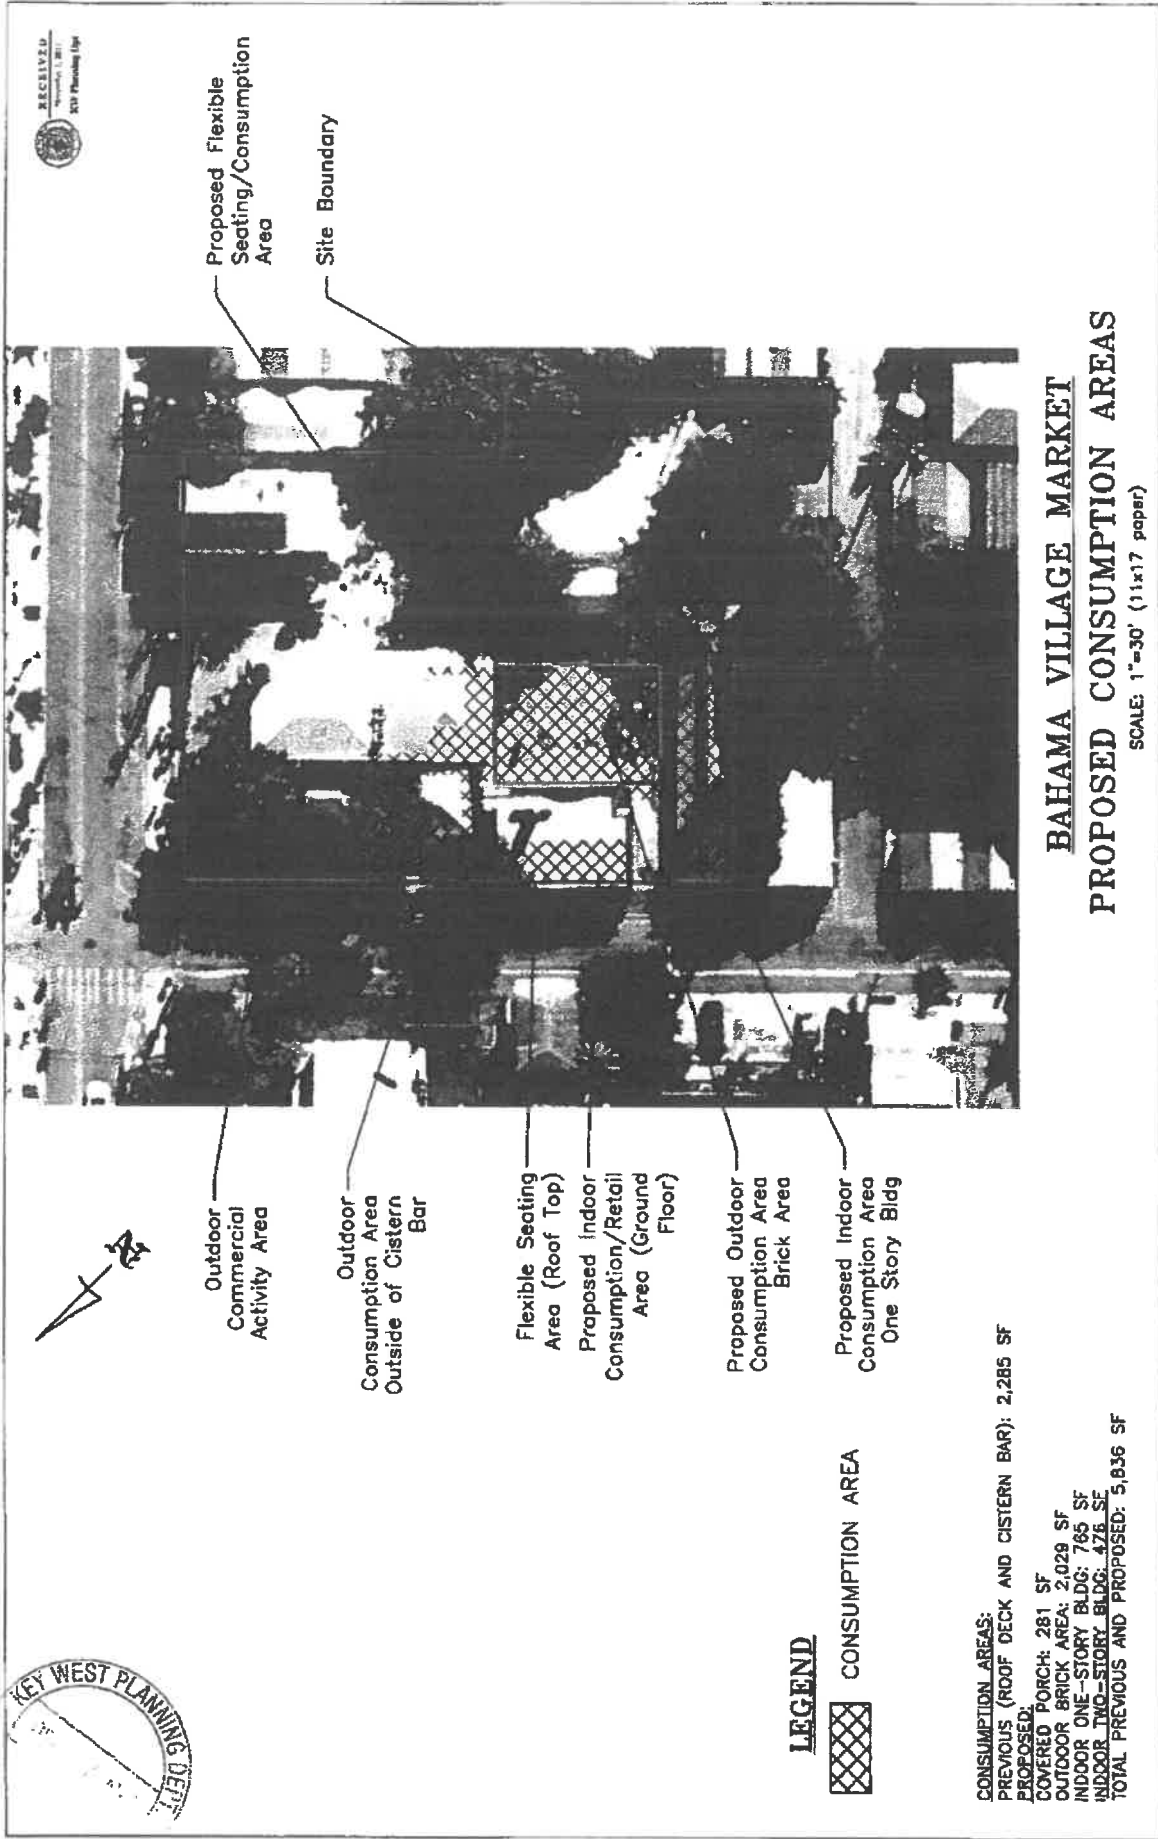 RECEIVED
KW Planning Dpt
Proposed Flexible
Seating/Consumption
Area
Site Boundary
Outdoor
Commercial
Activity Area
Outdoor
Consumption Area
Outside of Cistern
Bar
Flexible Seating
Area (Roof Top)
Proposed Indoor
Consumption/Retail
Area (Ground
Floor)
Proposed Outdoor
Consumption Area
Brick Area
Proposed Indoor
Consumption Area
One Story Bldg
KEY WEST PLANNING DEPT.
LEGEND
CONSUMPTION AREA
CONSUMPTION AREAS:
PREVIOUS (ROOF DECK AND CISTERN BAR): 2,285 SF
PROPOSED:
COVERED PORCH: 281 SF
OUTDOOR BRICK AREA: 2,029 SF
INDOOR ONE-STORY BLDG: 765 SF
INDOOR TWO-STORY BLDG: 476 SF
TOTAL PREVIOUS AND PROPOSED: 5,836 SF
BAHAMA VILLAGE MARKET
PROPOSED CONSUMPTION AREAS
SCALE: 1"=30' (11x17 paper)